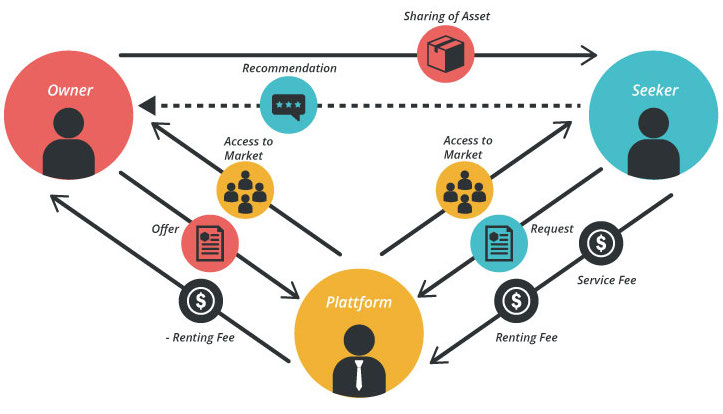 Sharing of Asset
Recommendation
Owner
Seeker
Access to
Market
Access to
Market
Offer
Request
$
Service Fee
Plattform
$
$
- Renting Fee
Renting Fee